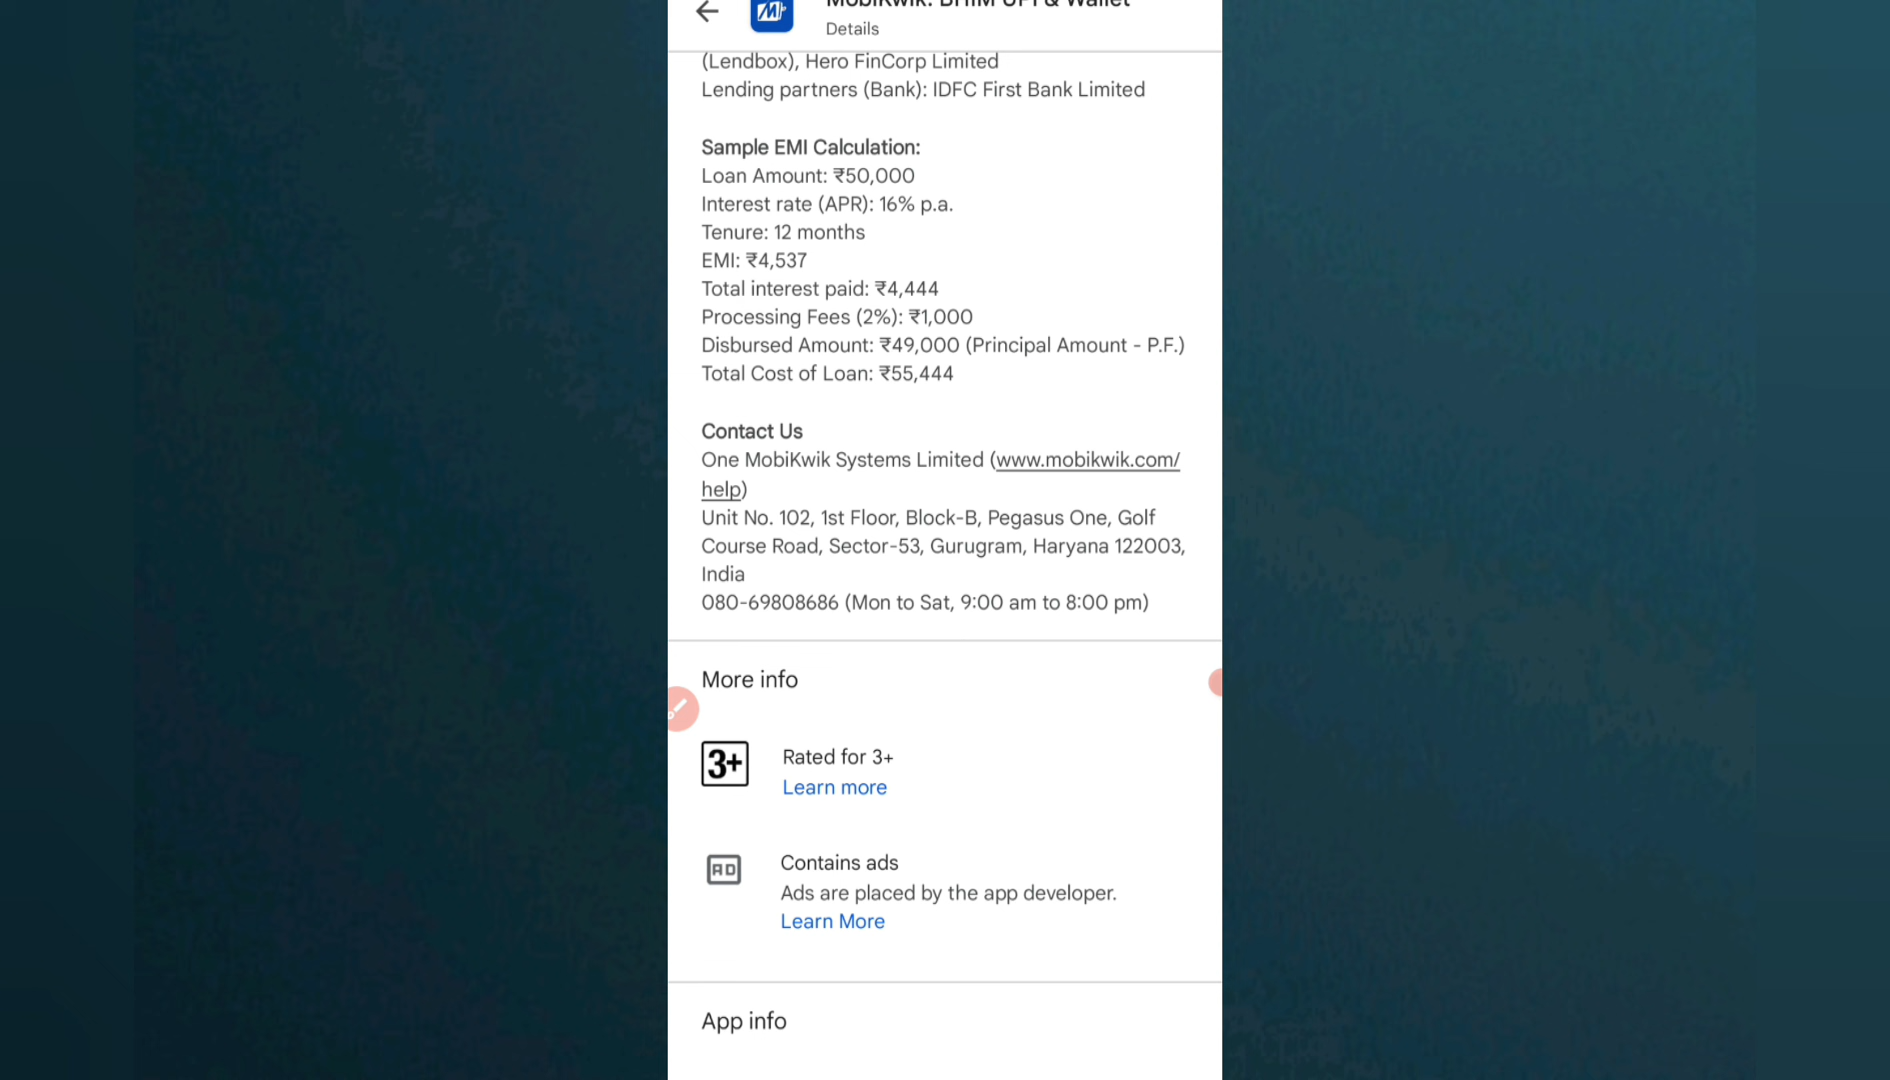 MobiKwik: BHIM UPI & Wallet
Details
(Lendbox), Hero FinCorp Limited
Lending partners (Bank): IDFC First Bank Limited
Sample EMI Calculation:
Loan Amount: ₹50,000
Interest rate (APR): 16% p.a.
Tenure: 12 months
EMI: ₹4,537
Total interest paid: ₹4,444
Processing Fees (2%): ₹1,000
Disbursed Amount: ₹49,000 (Principal Amount - P.F.)
Total Cost of Loan: ₹55,444
Contact Us
One MobiKwik Systems Limited (www.mobikwik.com/
help)
Unit No. 102, 1st Floor, Block-B, Pegasus One, Golf
Course Road, Sector-53, Gurugram, Haryana 122003,
India
080-69808686 (Mon to Sat, 9:00 am to 8:00 pm)
More info
3+
Rated for 3+
Learn more
AD
Contains ads
Ads are placed by the app developer.
Learn More
App info